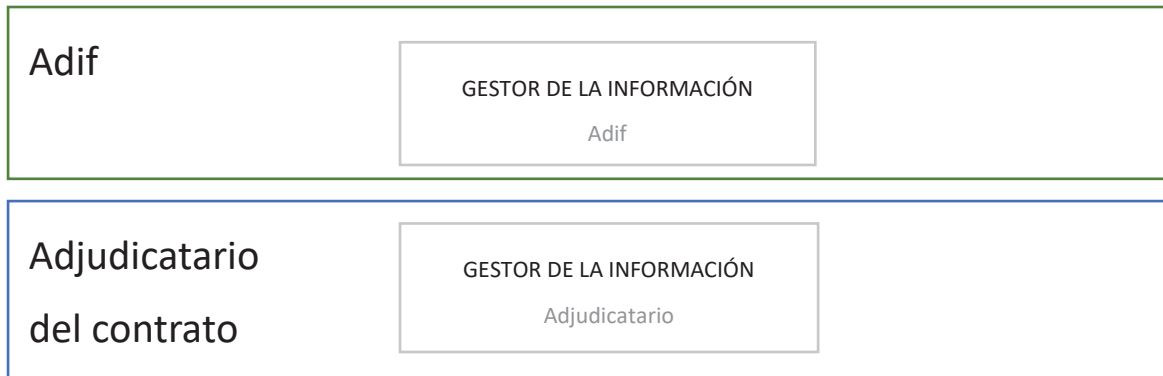 Adif
GESTOR DE LA INFORMACIÓN
Adif
Adjudicatario
del contrato
GESTOR DE LA INFORMACIÓN
Adjudicatario